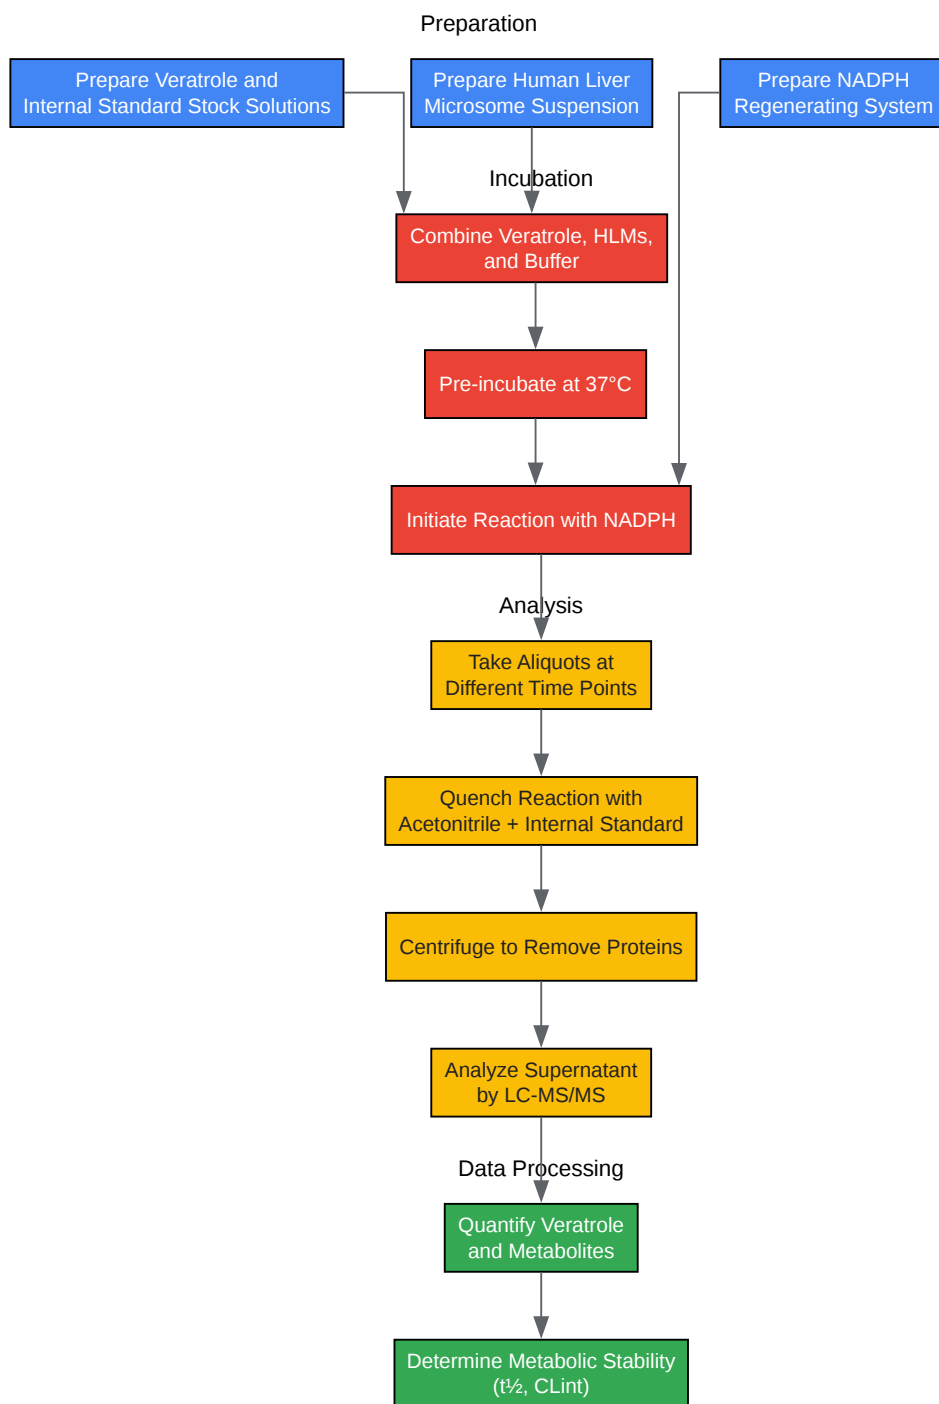 Preparation
Prepare Veratrole and
Internal Standard Stock Solutions
Prepare Human Liver
Microsome Suspension
Prepare NADPH
Regenerating System
Incubation
Combine Veratrole, HLMs,
and Buffer
Pre-incubate at 37°C
Initiate Reaction with NADPH
Analysis
Take Aliquots at
Different Time Points
Quench Reaction with
Acetonitrile + Internal Standard
Centrifuge to Remove Proteins
Analyze Supernatant
by LC-MS/MS
Data Processing
Quantify Veratrole
and Metabolites
Determine Metabolic Stability
(t½, CLint)